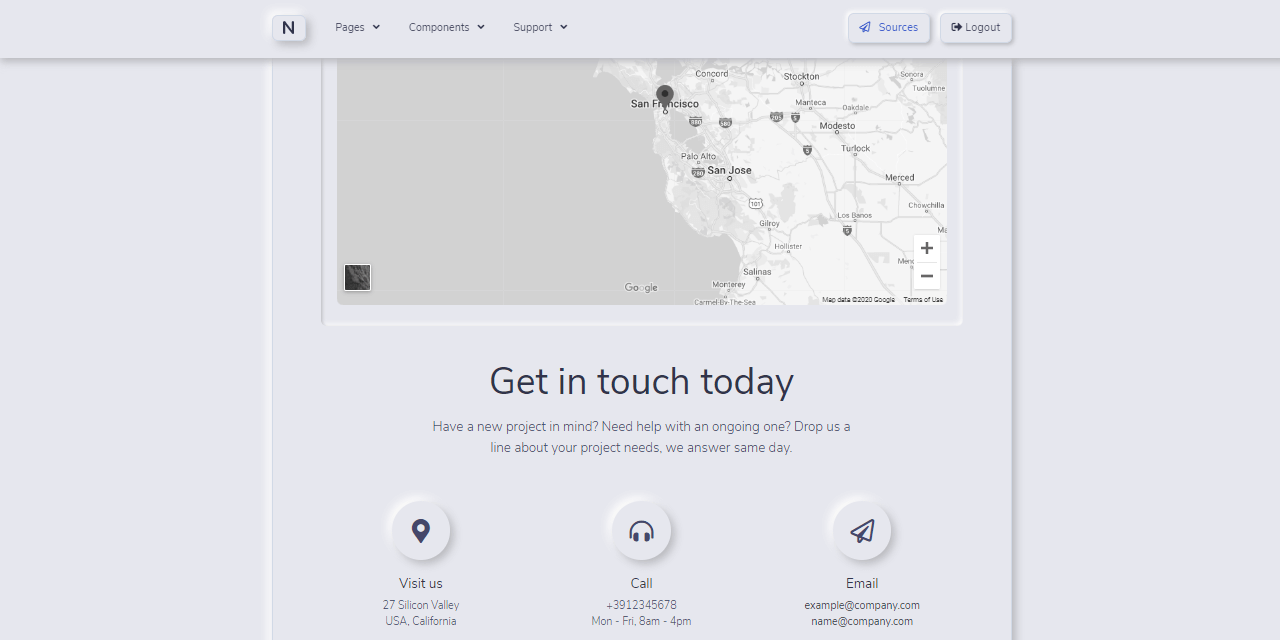 N
Pages
Components
Support
Sources
Logout
Concord
Stockton
Sonora
Tuolumne
San Francisco
Manteca
Oakdale
580
205
5
Modesto
Turlock
5
Palo Alto
280
San Jose
Merced
101
Chowchilla
Los Banos
Gilroy
5
Hollister
Salinas
Google
Monterey
Carmel-By-The-Sea
Map data ©2020 Google
Terms of Use
Get in touch today
Have a new project in mind? Need help with an ongoing one? Drop us a
line about your project needs, we answer same day.
Visit us
27 Silicon Valley
USA, California
Call
+3912345678
Mon - Fri, 8am - 4pm
Email
example@company.com
name@company.com